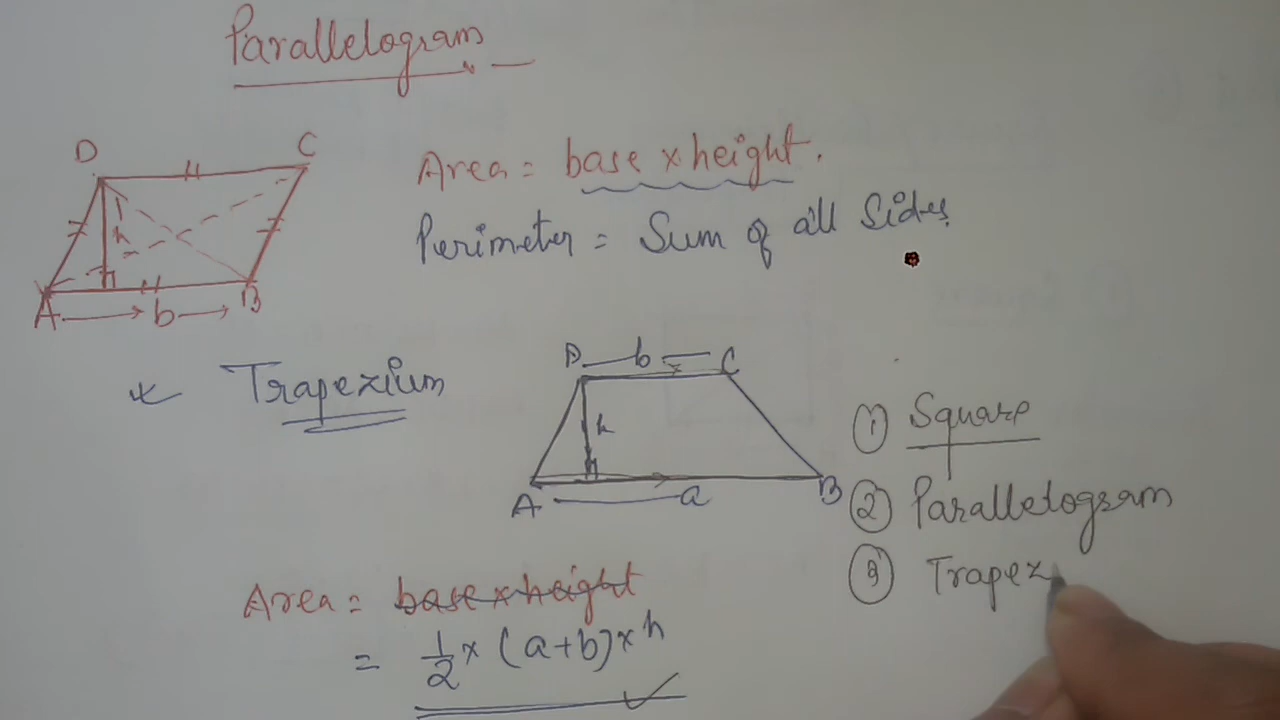 Parallelogram
D C
Area = base x height.
h
Perimeter = Sum of all Sides.
A b B
Trapezium
D b C
h
A a B
① Square
② Parallelogram
③ Trapez
Area = base x height
= 1/2 x (a+b) x h